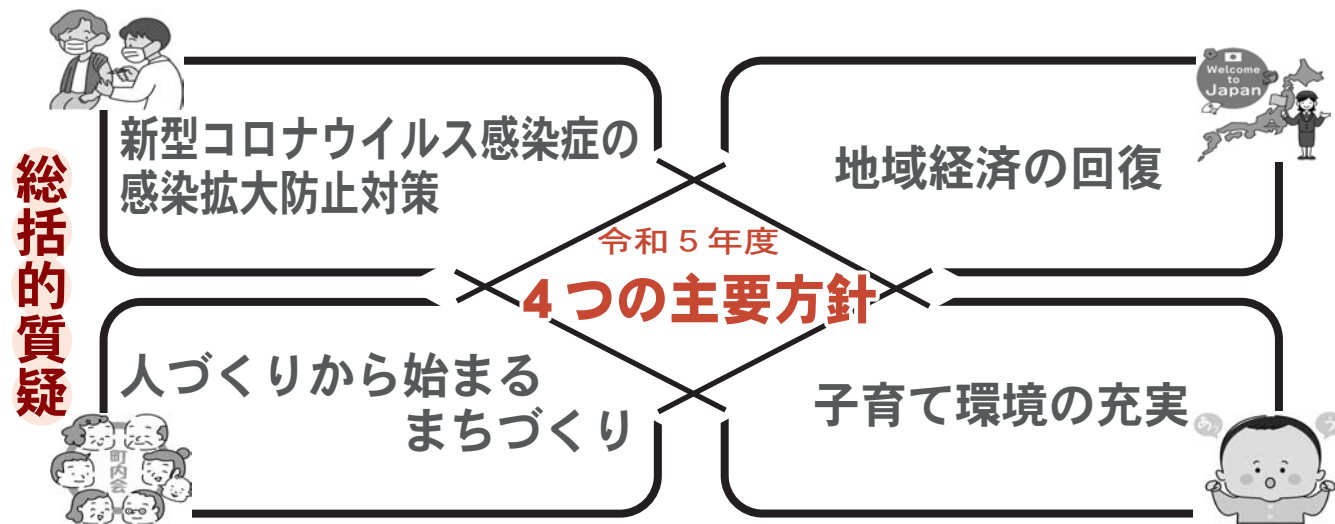 総括的質疑
新型コロナウイルス感染症の
感染拡大防止対策
Welcome
to
Japan
地域経済の回復
令和５年度
４つの主要方針
人づくりから始まる
まちづくり
町内会
子育て環境の充実
あ
う